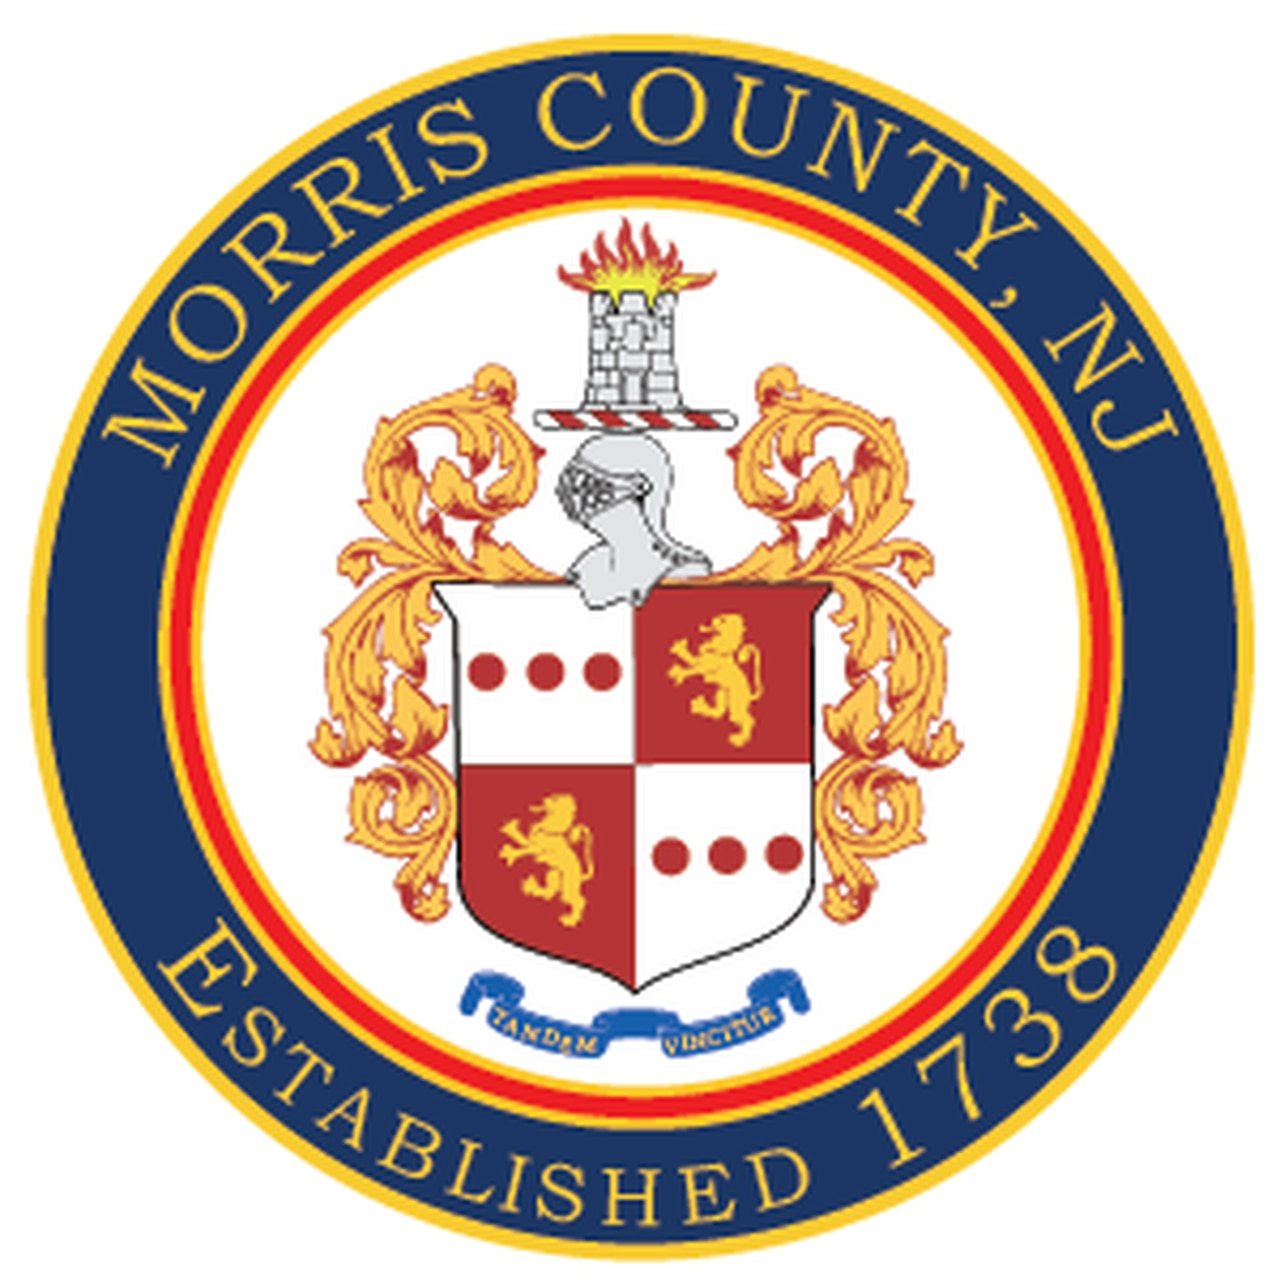 MORRIS COUNTY, NJ
TANDEM VINCITUR
ESTABLISHED 1738